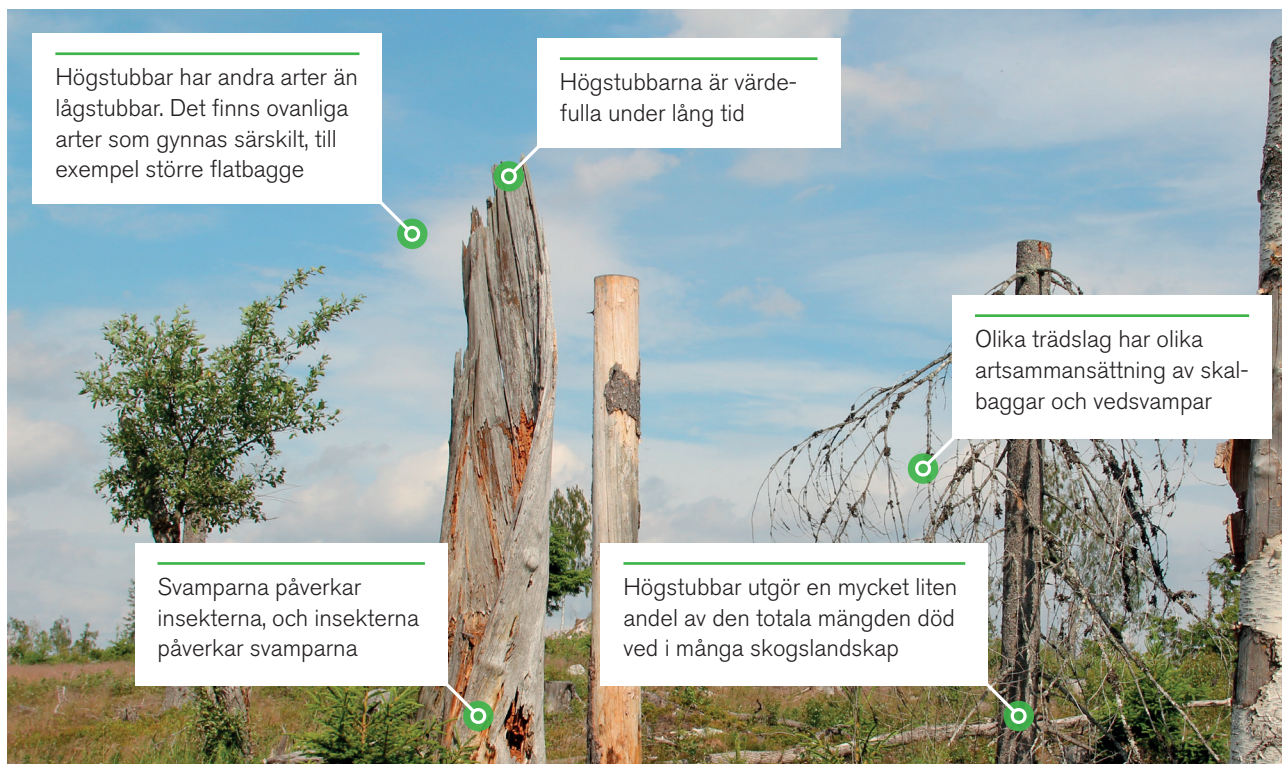 Högstubbar har andra arter än
lågstubbar. Det finns ovanliga
arter som gynnas särskilt, till
exempel större flatbagge
Högstubbarna är värde-
fulla under lång tid
Olika trädslag har olika
artsammansättning av skal-
baggar och vedsvampar
Svamparna påverkar
insekterna, och insekterna
påverkar svamparna
Högstubbar utgör en mycket liten
andel av den totala mängden död
ved i många skogslandskap